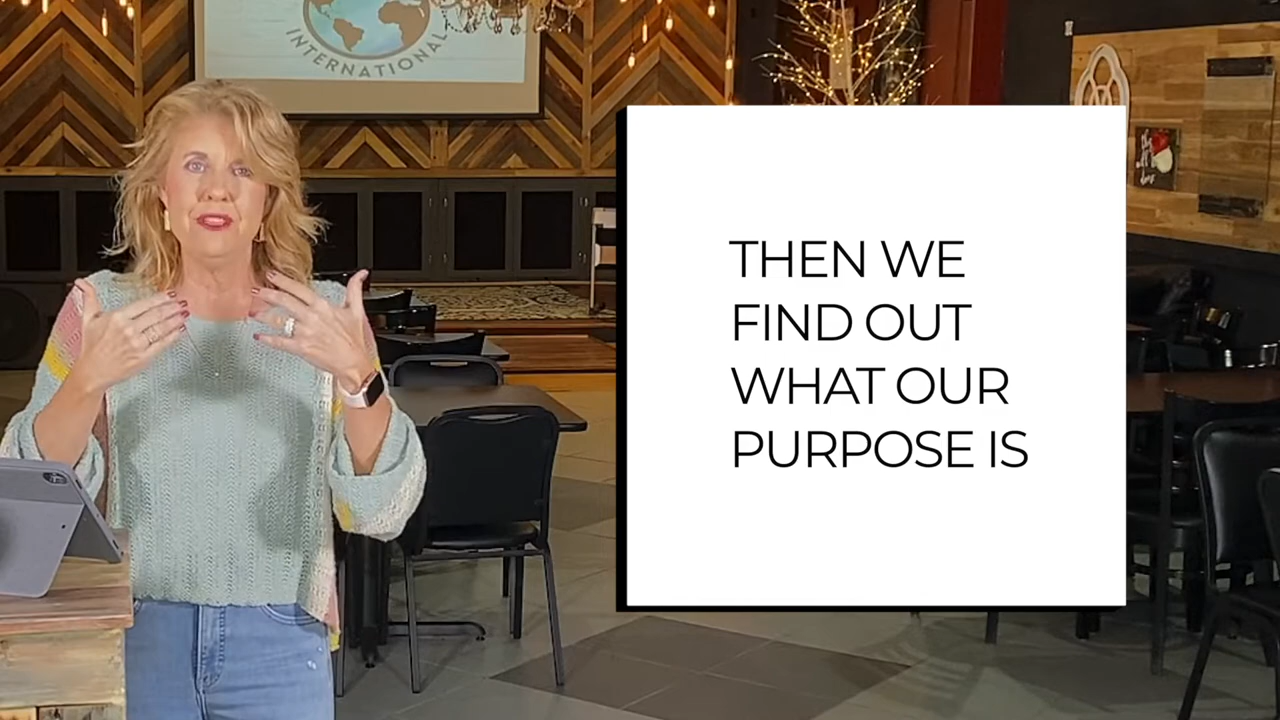 INTERNATIONAL
THEN WE
FIND OUT
WHAT OUR
PURPOSE IS